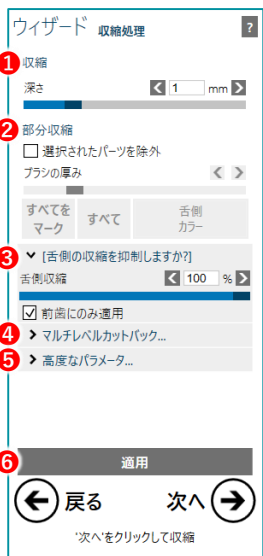 ウィザード 収縮処理 ?
1 収縮
深さ 1 mm
2 部分収縮
選択されたパーツを除外
ブラシの厚み
すべてを
マーク
すべて
舌側
カラー
3 [舌側の収縮を抑制しますか?]
舌側収縮 100 %
前歯にのみ適用
4 マルチレベルカットバック...
5 高度なパラメータ...
6 適用
戻る 次へ
'次へ'をクリックして収縮